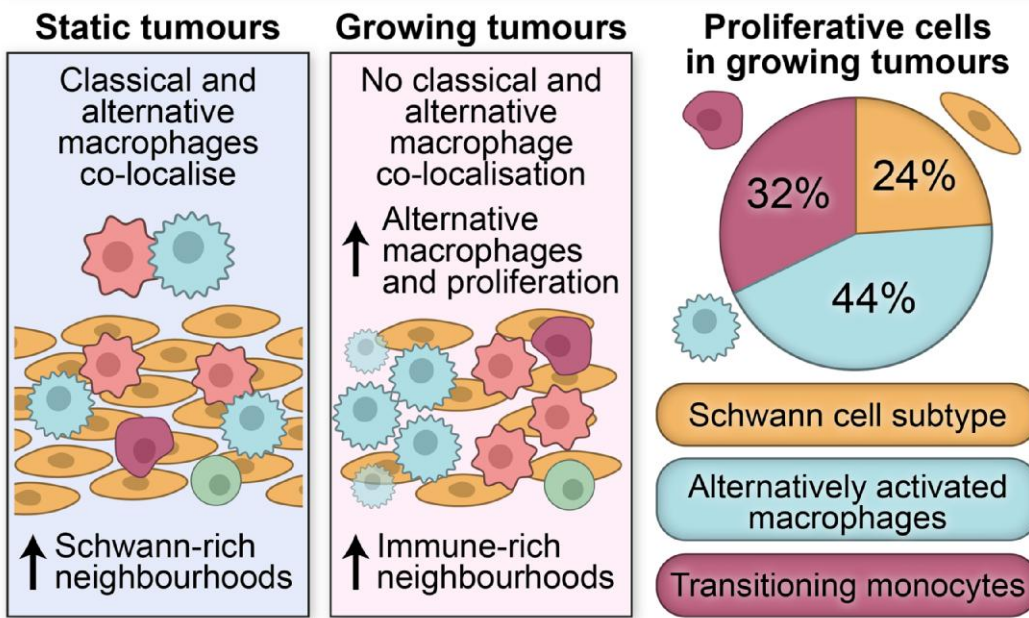 Static tumours
Classical and
alternative
macrophages
co-localise
Schwann-rich
neighbourhoods
Growing tumours
No classical and
alternative
macrophage
co-localisation
Alternative
macrophages
and proliferation
Immune-rich
neighbourhoods
Proliferative cells
in growing tumours
32%
24%
44%
Schwann cell subtype
Alternatively activated
macrophages
Transitioning monocytes